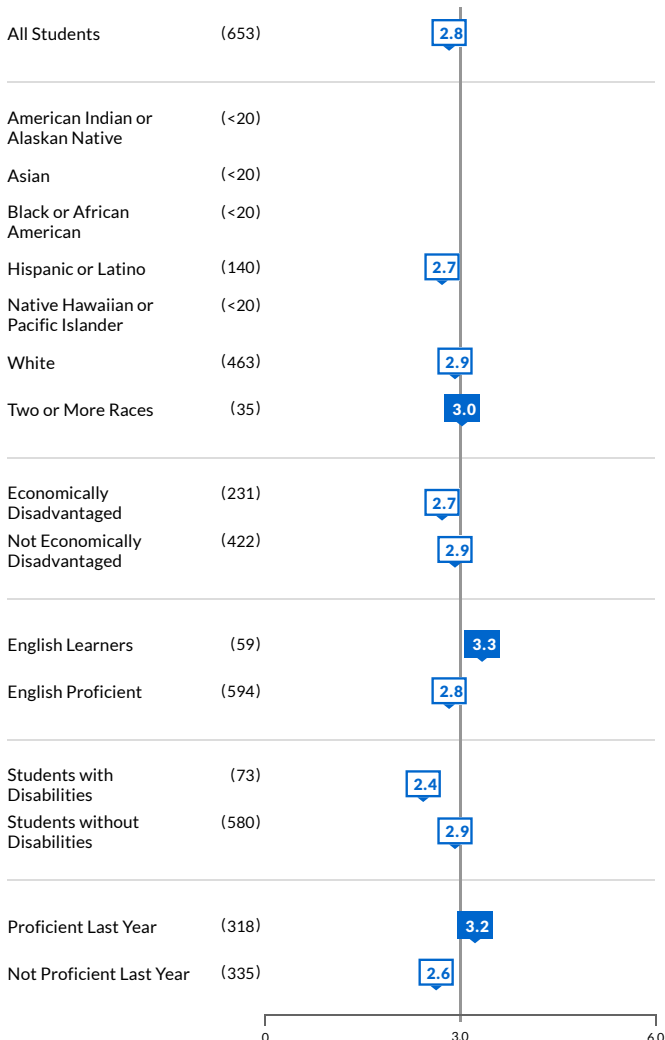 All Students (653) 2.8
American Indian or (<20)
Alaskan Native
Asian (<20)
Black or African (<20)
American
Hispanic or Latino (140) 2.7
Native Hawaiian or (<20)
Pacific Islander
White (463) 2.9
Two or More Races (35) 3.0
Economically (231) 2.7
Disadvantaged
Not Economically (422) 2.9
Disadvantaged
English Learners (59) 3.3
English Proficient (594) 2.8
Students with (73) 2.4
Disabilities
Students without (580) 2.9
Disabilities
Proficient Last Year (318) 3.2
Not Proficient Last Year (335) 2.6
0 3.0 6.0